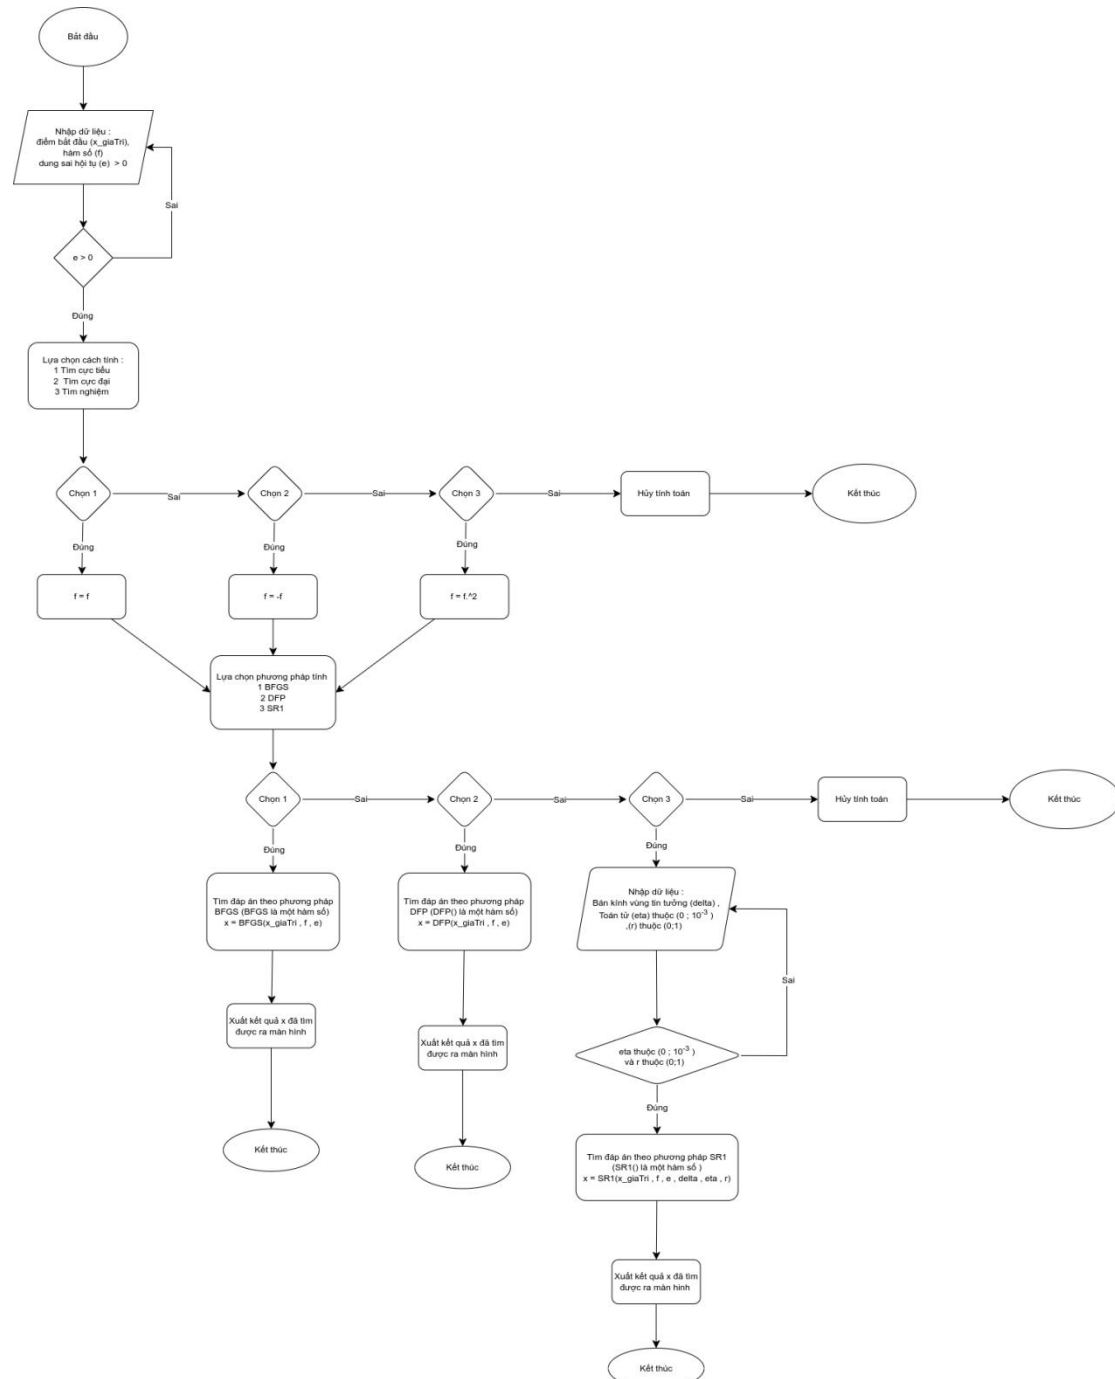 Bắt đầu
Nhập dữ liệu :
điểm bắt đầu (x_giaTri),
hàm số (f)
dung sai hội tụ (e) > 0
Sai
e > 0
Đúng
Lựa chọn cách tính :
1 Tìm cực tiểu
2 Tìm cực đại
3 Tìm nghiệm
Chọn 1
Sai
Chọn 2
Sai
Chọn 3
Sai
Hủy tính toán
Kết thúc
Đúng
Đúng
Đúng
f = f
f = -f
f = f.^2
Lựa chọn phương pháp tính
1 BFGS
2 DFP
3 SR1
Chọn 1
Sai
Chọn 2
Sai
Chọn 3
Sai
Hủy tính toán
Kết thúc
Đúng
Đúng
Đúng
Tìm đáp án theo phương pháp
BFGS (BFGS là một hàm số)
x = BFGS(x_giaTri , f , e)
Tìm đáp án theo phương pháp
DFP (DFP() là một hàm số)
x = DFP(x_giaTri , f , e)
Nhập dữ liệu :
Bán kính vùng tin tưởng (delta) ,
Toán tử (eta) thuộc (0 ; 10⁻³ )
,(r) thuộc (0;1)
Sai
Xuất kết quả x đã tìm
được ra màn hình
Xuất kết quả x đã tìm
được ra màn hình
eta thuộc (0 ; 10⁻³ )
và r thuộc (0;1)
Đúng
Kết thúc
Kết thúc
Tìm đáp án theo phương pháp SR1
(SR1() là một hàm số )
x = SR1(x_giaTri , f , e , delta , eta , r)
Xuất kết quả x đã tìm
được ra màn hình
Kết thúc